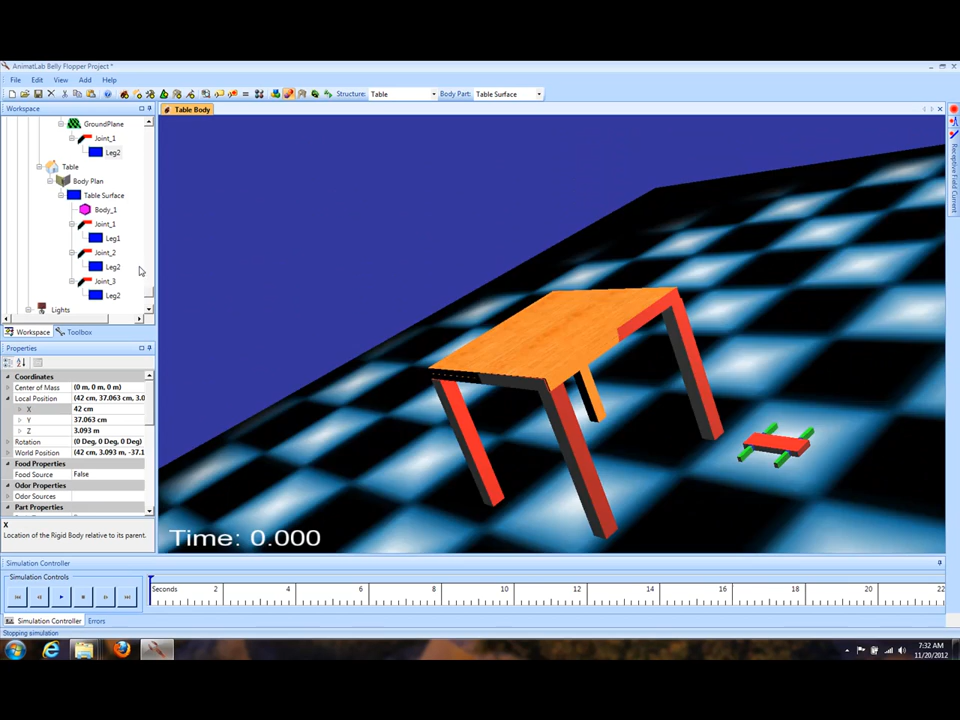 AnimatLab Belly Flopper Project *
File Edit View Add Help
Structure: Table Body Part: Table Surface
Workspace
Table Body
GroundPlane
Joint_1
Leg2
Table
Body Plan
Table Surface
Body_1
Joint_1
Leg1
Joint_2
Leg2
Joint_3
Leg2
Lights
Workspace Toolbox
Receptive Field Current
Properties
Coordinates
Center of Mass (0 m, 0 m, 0 m)
Local Position (42 cm, 37.063 cm, 3.0
X 42 cm
Y 37.063 cm
Z 3.093 m
Rotation (0 Deg, 0 Deg, 0 Deg)
World Position (42 cm, 3.093 m, -37.1
Food Properties
Food Source False
Odor Properties
Odor Sources
Part Properties
X
Location of the Rigid Body relative to its parent.
Time: 0.000
Simulation Controller
Simulation Controls
Seconds 2 4 6 8 10 12 14 16 18 20 22
Simulation Controller Errors
Stopping simulation
7:32 AM
11/20/2012